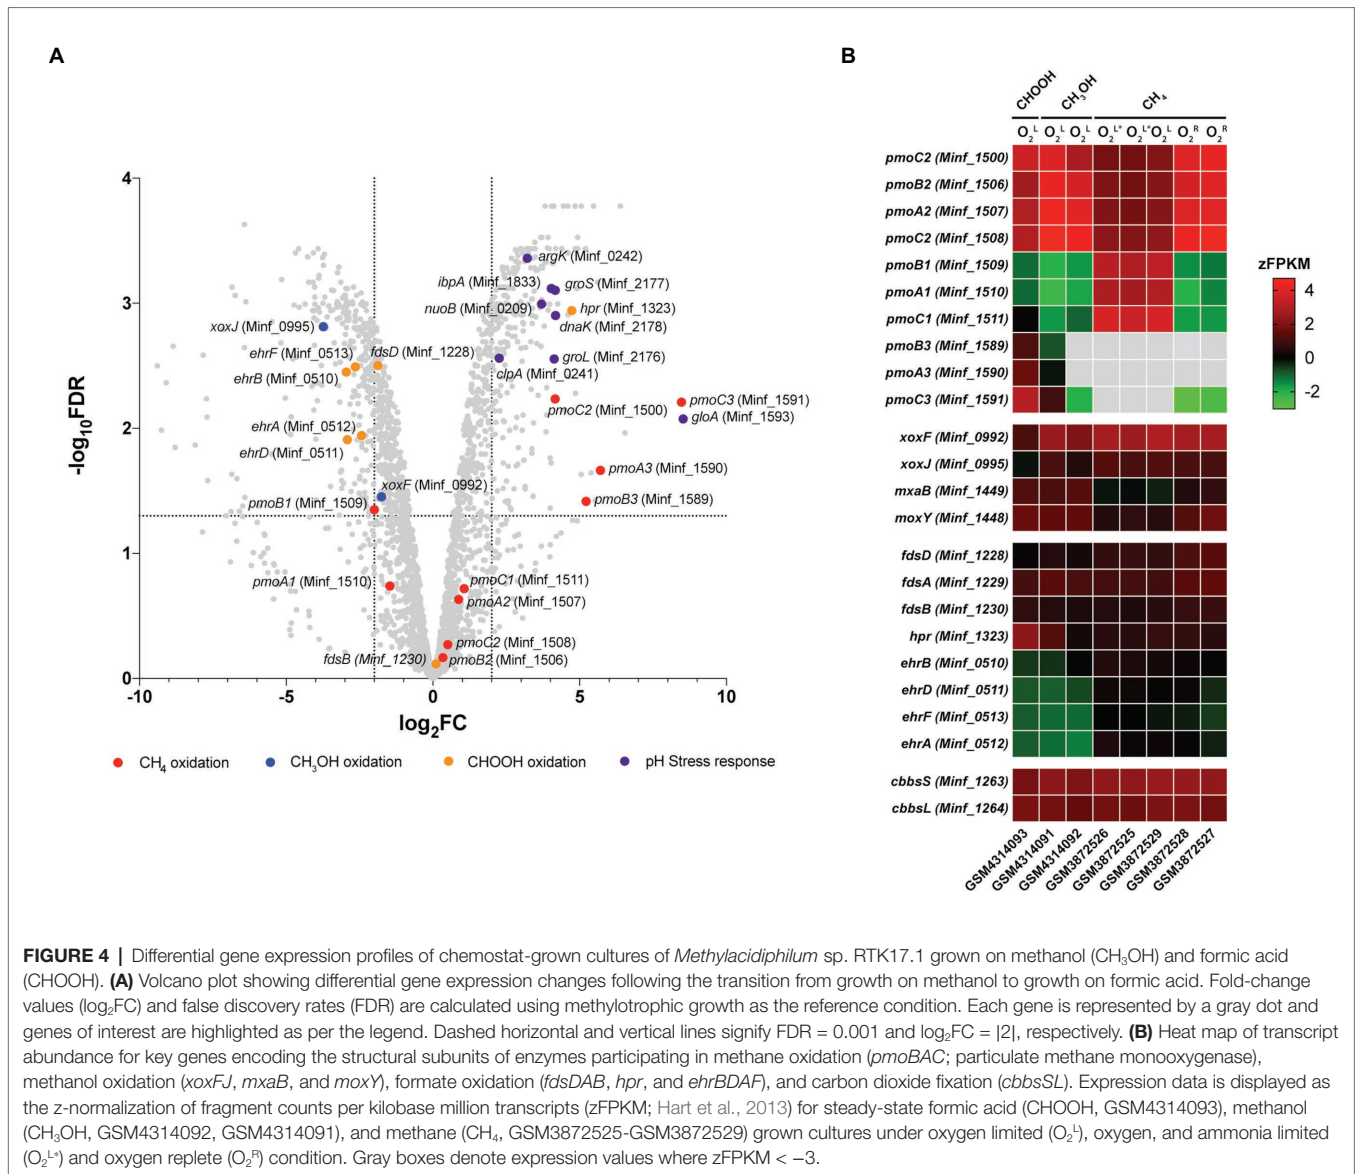 A
4
3
2
1
0
-10
-5
0
5
10
-log10FDR
log2FC
argK (Minf_0242)
ibpA (Minf_1833)
groS (Minf_2177)
nuoB (Minf_0209)
hpr (Minf_1323)
dnaK (Minf_2178)
xoxJ (Minf_0995)
ehrF (Minf_0513)
fdsD (Minf_1228)
groL (Minf_2176)
ehrB (Minf_0510)
clpA (Minf_0241)
pmoC3 (Minf_1591)
pmoC2 (Minf_1500)
gloA (Minf_1593)
ehrA (Minf_0512)
ehrD (Minf_0511)
pmoA3 (Minf_1590)
xoxF (Minf_0992)
pmoB1 (Minf_1509)
pmoB3 (Minf_1589)
pmoA1 (Minf_1510)
pmoC1 (Minf_1511)
pmoA2 (Minf_1507)
pmoC2 (Minf_1508)
fdsB (Minf_1230)
pmoB2 (Minf_1506)
CH4 oxidation
CH3OH oxidation
CHOOH oxidation
pH Stress response
B
CHOOH
CH3OH
CH4
O2L O2L O2L O2L* O2L* O2L O2R O2R
pmoC2 (Minf_1500)
pmoB2 (Minf_1506)
pmoA2 (Minf_1507)
pmoC2 (Minf_1508)
pmoB1 (Minf_1509)
pmoA1 (Minf_1510)
pmoC1 (Minf_1511)
pmoB3 (Minf_1589)
pmoA3 (Minf_1590)
pmoC3 (Minf_1591)
xoxF (Minf_0992)
xoxJ (Minf_0995)
mxaB (Minf_1449)
moxY (Minf_1448)
fdsD (Minf_1228)
fdsA (Minf_1229)
fdsB (Minf_1230)
hpr (Minf_1323)
ehrB (Minf_0510)
ehrD (Minf_0511)
ehrF (Minf_0513)
ehrA (Minf_0512)
cbbsS (Minf_1263)
cbbsL (Minf_1264)
GSM4314093
GSM4314091
GSM4314092
GSM3872526
GSM3872525
GSM3872529
GSM3872528
GSM3872527
zFPKM
4
2
0
-2
FIGURE 4 | Differential gene expression profiles of chemostat-grown cultures of Methylacidiphilum sp. RTK17.1 grown on methanol (CH3OH) and formic acid
(CHOOH). (A) Volcano plot showing differential gene expression changes following the transition from growth on methanol to growth on formic acid. Fold-change
values (log2FC) and false discovery rates (FDR) are calculated using methylotrophic growth as the reference condition. Each gene is represented by a gray dot and
genes of interest are highlighted as per the legend. Dashed horizontal and vertical lines signify FDR = 0.001 and log2FC = |2|, respectively. (B) Heat map of transcript
abundance for key genes encoding the structural subunits of enzymes participating in methane oxidation (pmoBAC; particulate methane monooxygenase),
methanol oxidation (xoxFJ, mxaB, and moxY), formate oxidation (fdsDAB, hpr, and ehrBDAF), and carbon dioxide fixation (cbbsSL). Expression data is displayed as
the z-normalization of fragment counts per kilobase million transcripts (zFPKM; Hart et al., 2013) for steady-state formic acid (CHOOH, GSM4314093), methanol
(CH3OH, GSM4314092, GSM4314091), and methane (CH4, GSM3872525-GSM3872529) grown cultures under oxygen limited (O2L), oxygen, and ammonia limited
(O2L*) and oxygen replete (O2R) condition. Gray boxes denote expression values where zFPKM < −3.